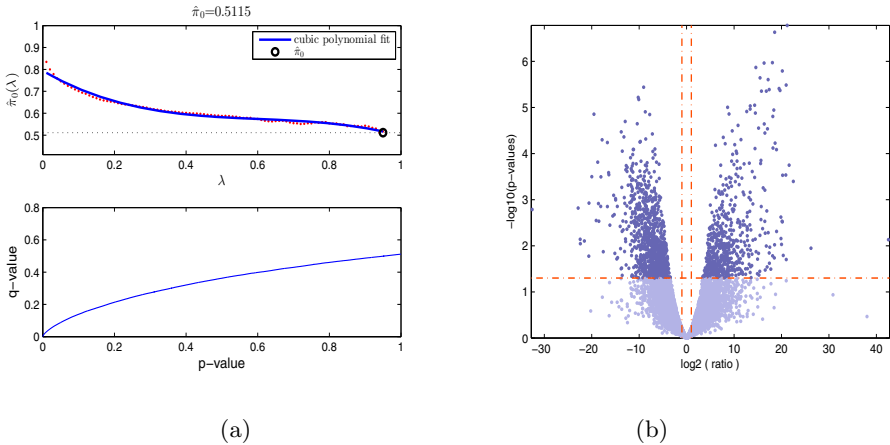 π̂₀=0.5115
1
0.9
0.8
0.7
0.6
0.5
π̂₀(λ)
cubic polynomial fit
π̂₀
0 0.2 0.4 0.6 0.8 1
λ
0.8
0.6
0.4
0.2
0
q−value
0 0.2 0.4 0.6 0.8 1
p−value
(a)
6
5
4
3
2
1
0
−log10(p−values)
−30 −20 −10 0 10 20 30 40
log2 ( ratio )
(b)